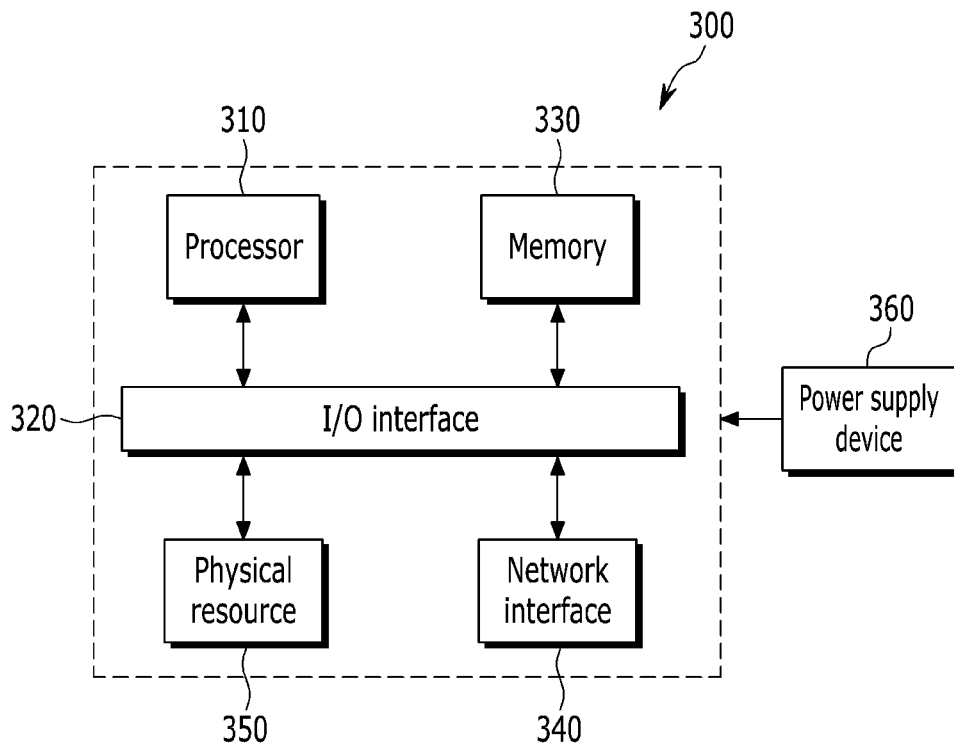 300
310
330
Processor
Memory
360
320
I/O interface
Power supply
device
Physical
resource
Network
interface
350
340